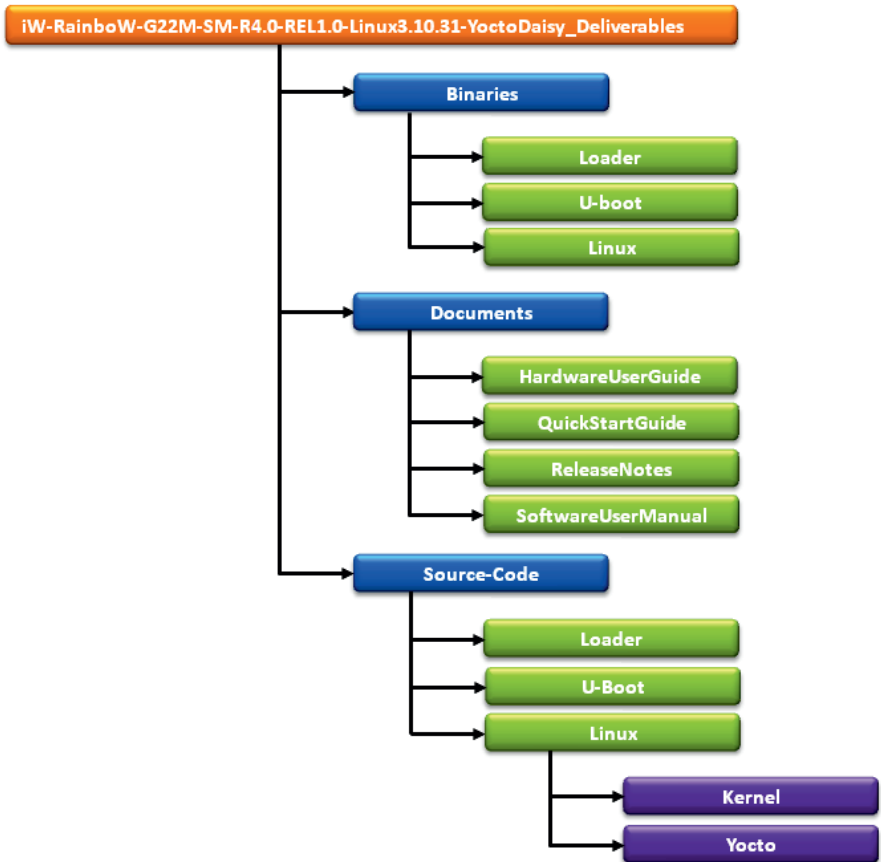 iW-RainboW-G22M-SM-R4.0-REL1.0-Linux3.10.31-YoctoDaisy_Deliverables
Binaries
Loader
U-boot
Linux
Documents
HardwareUserGuide
QuickStartGuide
ReleaseNotes
SoftwareUserManual
Source-Code
Loader
U-Boot
Linux
Kernel
Yocto